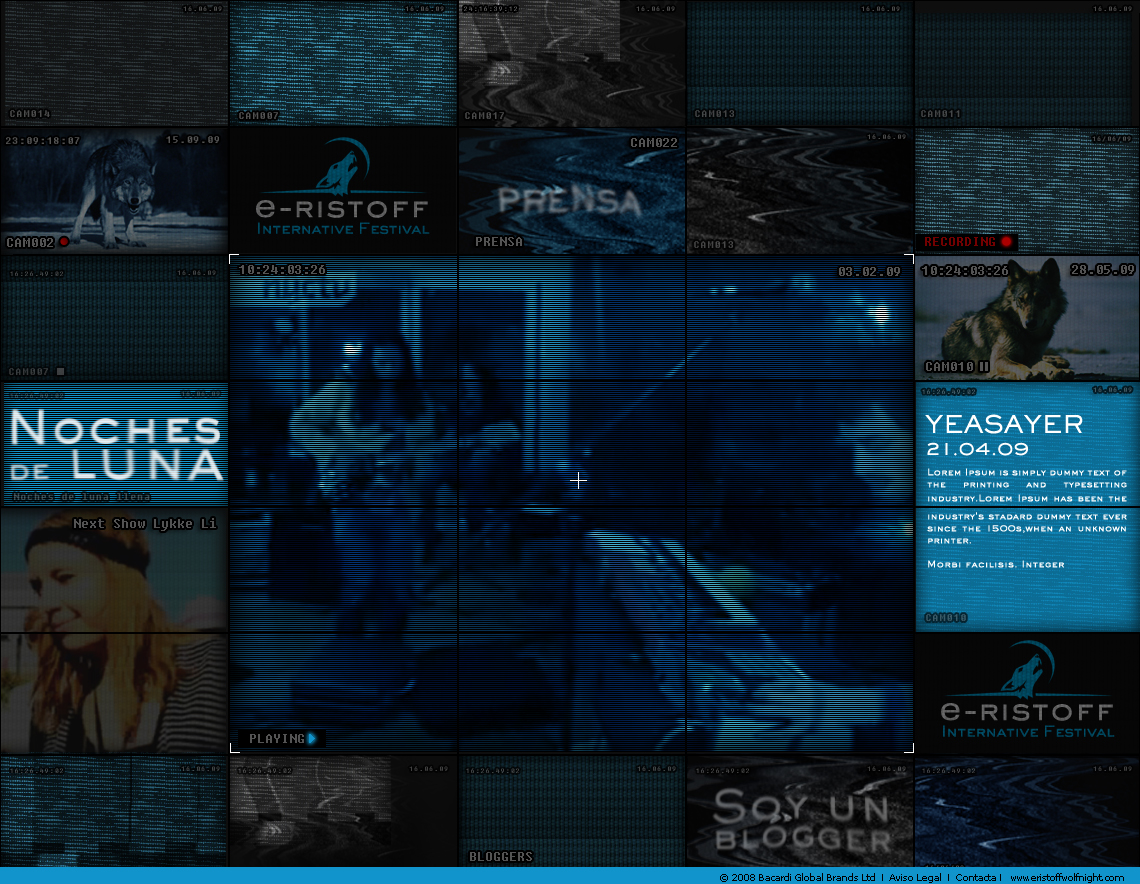 16.06.09
16.06.09
24:16:39:12
16.06.09
16.06.09
16.06.09
CAM014
CAM007
CAM017
CAM013
CAM011
23:09:18:07
15.09.09
CAM002
e-RISTOFF
INTERNATIVE FESTIVAL
CAM022
PRENSA
PRENSA
16.06.09
CAM013
16/06/09
RECORDING
16:26:49:02
16.06.09
CAM007
10:24:03:26
03.02.09
nyctu
PLAYING
10:24:03:26
28.05.09
CAM010
16:26:49:02
16.06.09
NOCHES
DE LUNA
Noches de luna llena
16:26:49:02
16.06.09
YEASAYER
21.04.09
LOREM IPSUM IS SIMPLY DUMMY TEXT OF
THE PRINTING AND TYPESETTING
INDUSTRY.LOREM IPSUM HAS BEEN THE
INDUSTRY'S STADARD DUMMY TEXT EVER
SINCE THE 1500S,WHEN AN UNKNOWN
PRINTER.
MORBI FACILISIS. INTEGER
CAM010
Next Show Lykke Li
e-RISTOFF
INTERNATIVE FESTIVAL
16:26:49:02
16.06.09
16:26:49:02
16.06.09
16:26:49:02
16.06.09
BLOGGERS
16:26:49:02
16.06.09
SOY UN
BLOGGER
16:26:49:02
16.06.09
© 2008 Bacardi Global Brands Ltd | Aviso Legal | Contacta | www.eristoffwolfnight.com